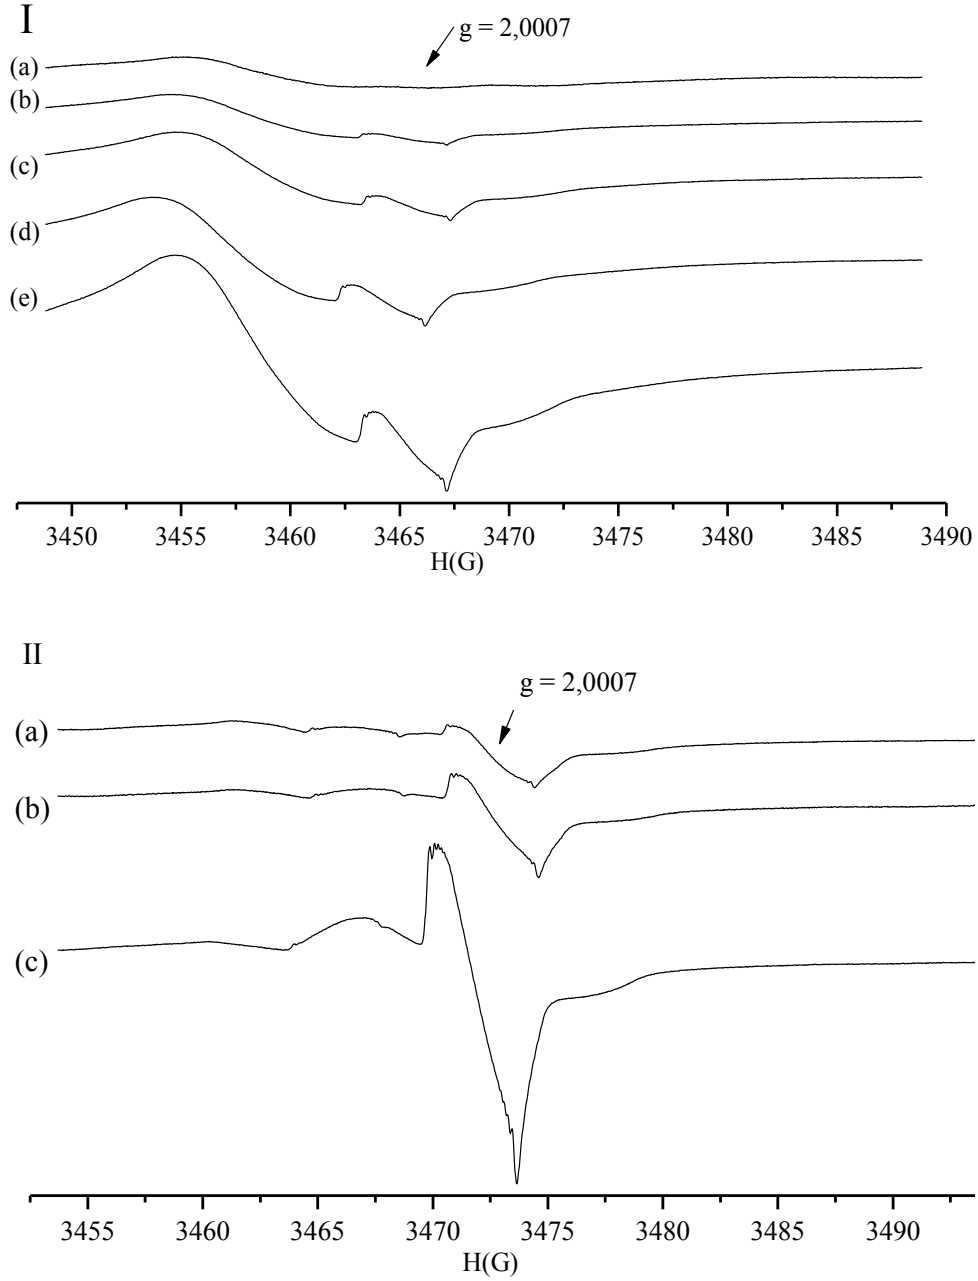 I
g = 2,0007
(a)
(b)
(c)
(d)
(e)
3450 3455 3460 3465 3470 3475 3480 3485 3490
H(G)
II
g = 2,0007
(a)
(b)
(c)
3455 3460 3465 3470 3475 3480 3485 3490
H(G)